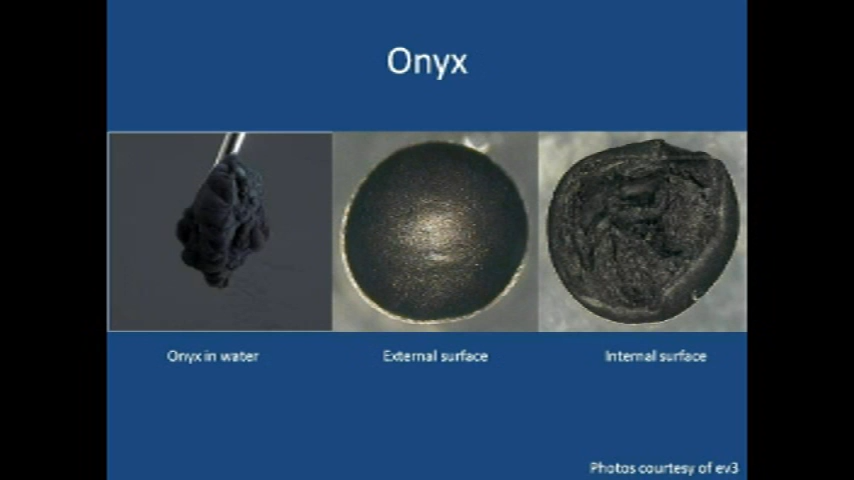 Onyx
Onyx in water
External surface
Internal surface
Photos courtesy of ev3